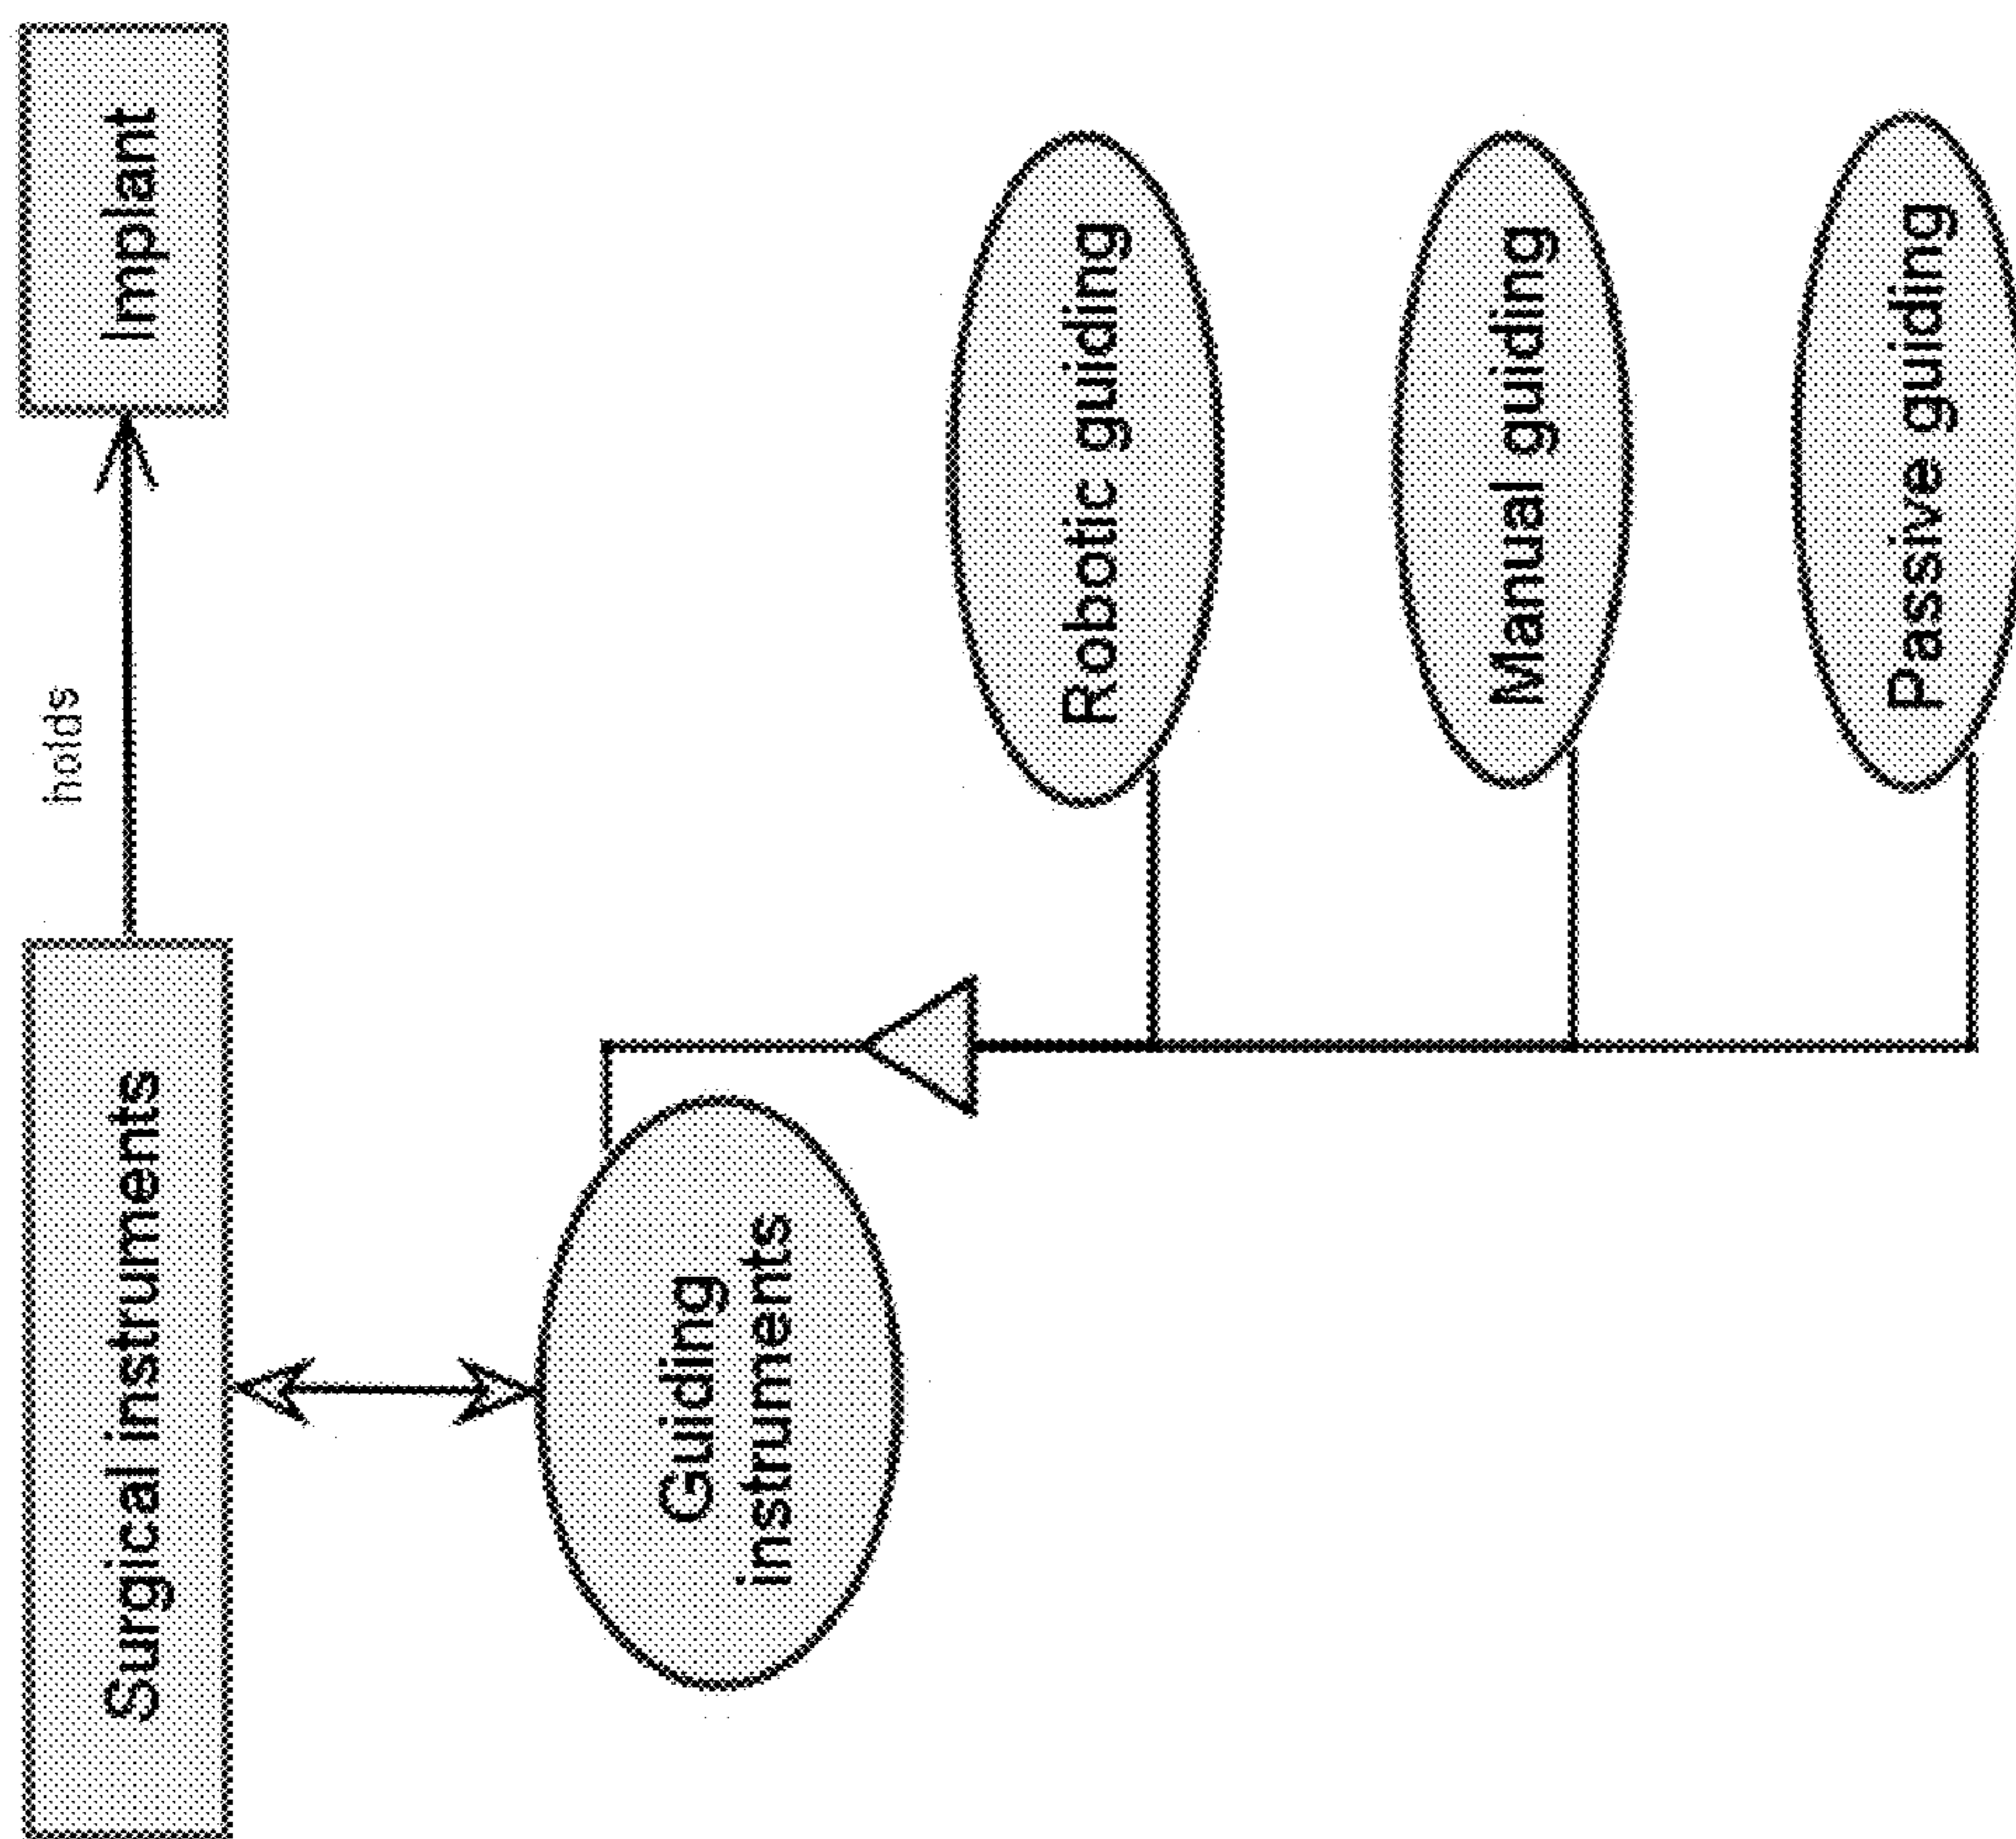 Surgical instruments
holds
Implant
Guiding
instruments
Robotic guiding
Manual guiding
Passive guiding